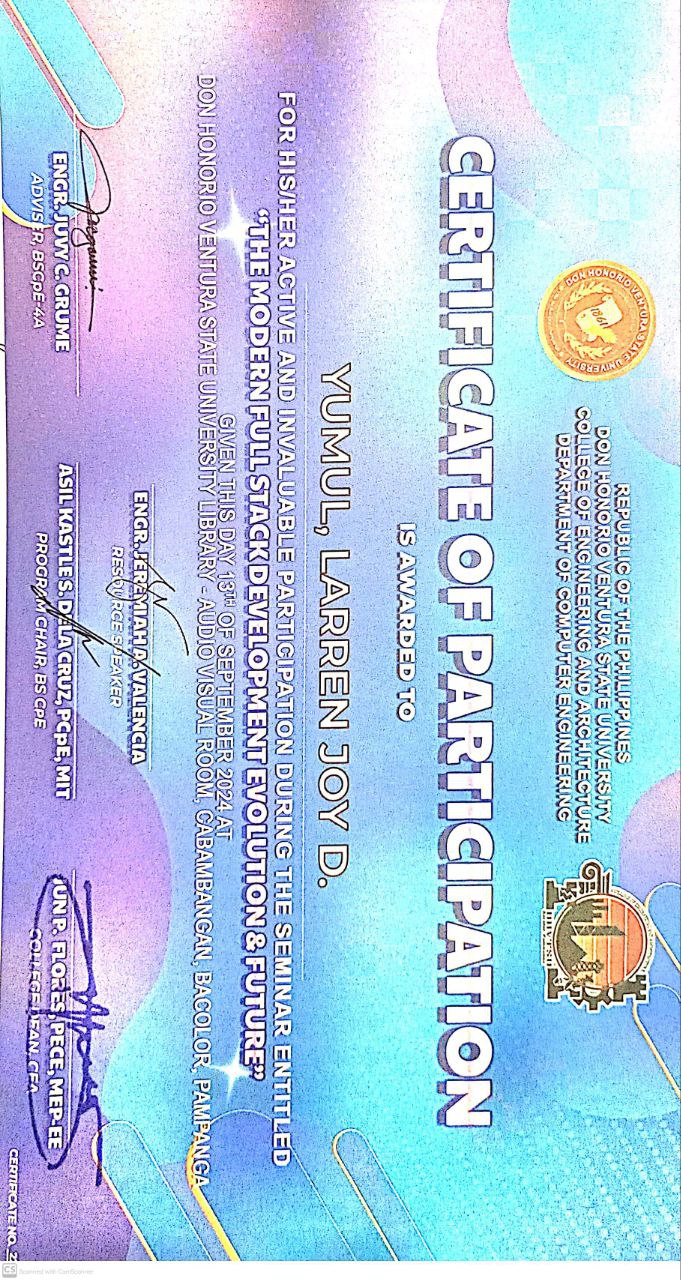 DON HONORIO VENTURA STATE UNIVERSITY
1861
REPUBLIC OF THE PHILIPPINES
DON HONORIO VENTURA STATE UNIVERSITY
COLLEGE OF ENGINEERING AND ARCHITECTURE
DEPARTMENT OF COMPUTER ENGINEERING
DHVTSU
CERTIFICATE OF PARTICIPATION
IS AWARDED TO
YUMUL, LARREN JOY D.
FOR HIS/HER ACTIVE AND INVALUABLE PARTICIPATION DURING THE SEMINAR ENTITLED
“THE MODERN FULL STACK DEVELOPMENT EVOLUTION & FUTURE”
GIVEN THIS DAY 13TH OF SEPTEMBER 2024 AT
DON HONORIO VENTURA STATE UNIVERSITY LIBRARY - AUDIO VISUAL ROOM, CABAMBANGAN, BACOLOR, PAMPANGA
ENGR. JEREMIAH A. VALENCIA
RESOURCE SPEAKER
ENGR. JUVY C. GRUME
ADVISER, BSCpE-4A
ASIL KASTLE S. DELA CRUZ, PCpE, MIT
PROGRAM CHAIR, BS CPE
JUN P. FLORES, PECE, MEP-EE
COLLEGE DEAN, CEA
CERTIFICATE NO.
CS Scanned with CamScanner